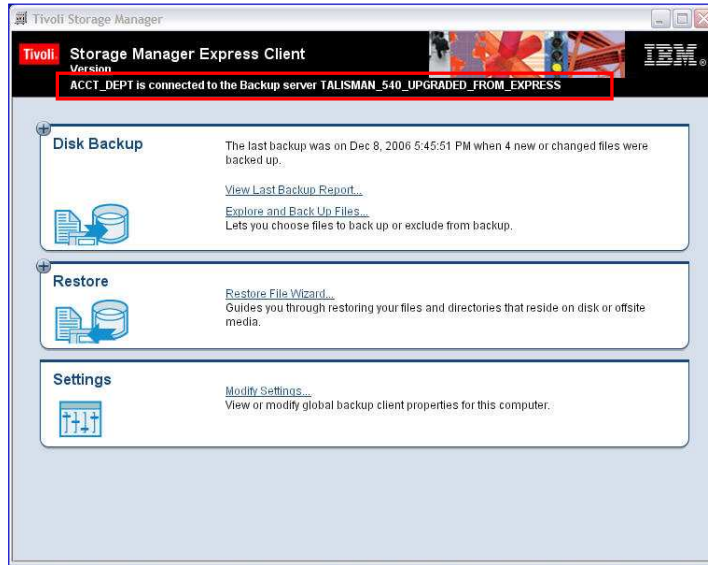 Tivoli Storage Manager
Tivoli. Storage Manager Express Client
IBM®
Version
ACCT_DEPT is connected to the Backup server TALISMAN_540_UPGRADED_FROM_EXPRESS
Disk Backup
The last backup was on Dec 8, 2006 5:45:51 PM when 4 new or changed files were
backed up.
View Last Backup Report...
Explore and Back Up Files...
Lets you choose files to back up or exclude from backup.
Restore
Restore File Wizard...
Guides you through restoring your files and directories that reside on disk or offsite
media.
Settings
Modify Settings...
View or modify global backup client properties for this computer.